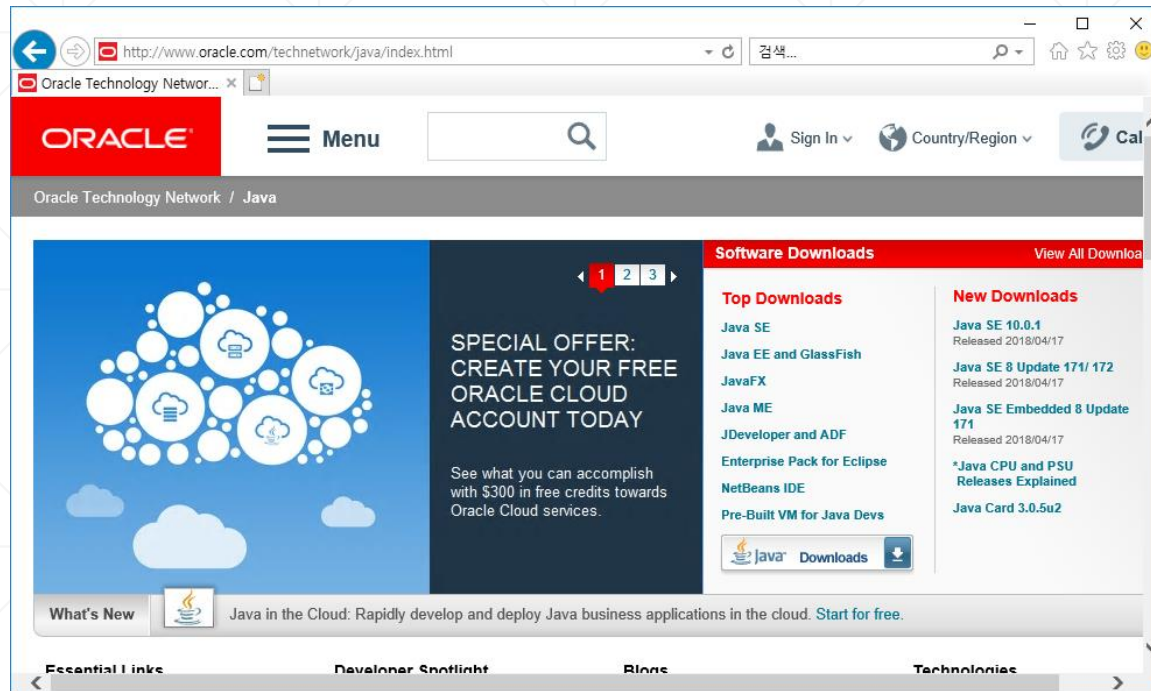 http://www.oracle.com/technetwork/java/index.html
검색...
Oracle Technology Networ...
ORACLE
Menu
Sign In
Country/Region
Cal
Oracle Technology Network / Java
1 2 3
SPECIAL OFFER:
CREATE YOUR FREE
ORACLE CLOUD
ACCOUNT TODAY
See what you can accomplish
with $300 in free credits towards
Oracle Cloud services.
Software Downloads
View All Downloa
Top Downloads
Java SE
Java EE and GlassFish
JavaFX
Java ME
JDeveloper and ADF
Enterprise Pack for Eclipse
NetBeans IDE
Pre-Built VM for Java Devs
Java Downloads
New Downloads
Java SE 10.0.1
Released 2018/04/17
Java SE 8 Update 171/ 172
Released 2018/04/17
Java SE Embedded 8 Update
171
Released 2018/04/17
*Java CPU and PSU
Releases Explained
Java Card 3.0.5u2
What's New
Java in the Cloud: Rapidly develop and deploy Java business applications in the cloud. Start for free.
Essential Links
Developer Spotlight
Blogs
Technologies